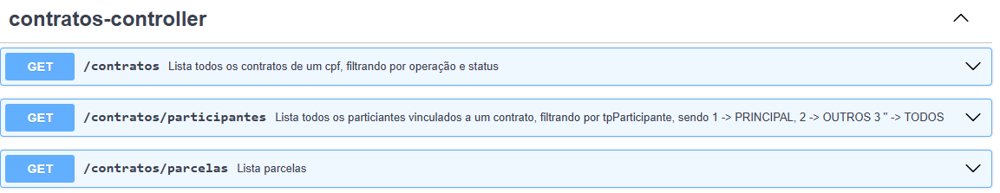 contratos-controller
GET /contratos Lista todos os contratos de um cpf, filtrando por operação e status
GET /contratos/participantes Lista todos os particiantes vinculados a um contrato, filtrando por tpParticipante, sendo 1 -> PRINCIPAL, 2 -> OUTROS 3 " -> TODOS
GET /contratos/parcelas Lista parcelas